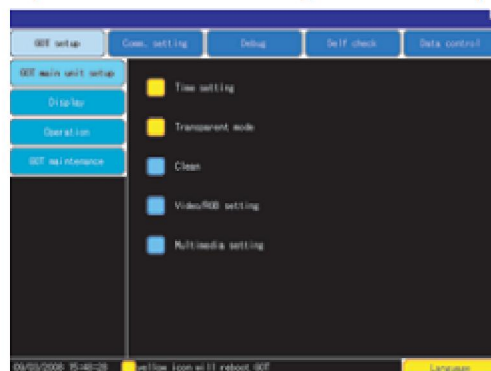 GOT setup
Comm. setting
Debug
Self check
Data control
GOT main unit setup
Display
Operation
GOT maintenance
Time setting
Transparent mode
Clean
Video/RGB setting
Multimedia setting
09/03/2008 15:48:28
yellow icon will reboot GOT
Language